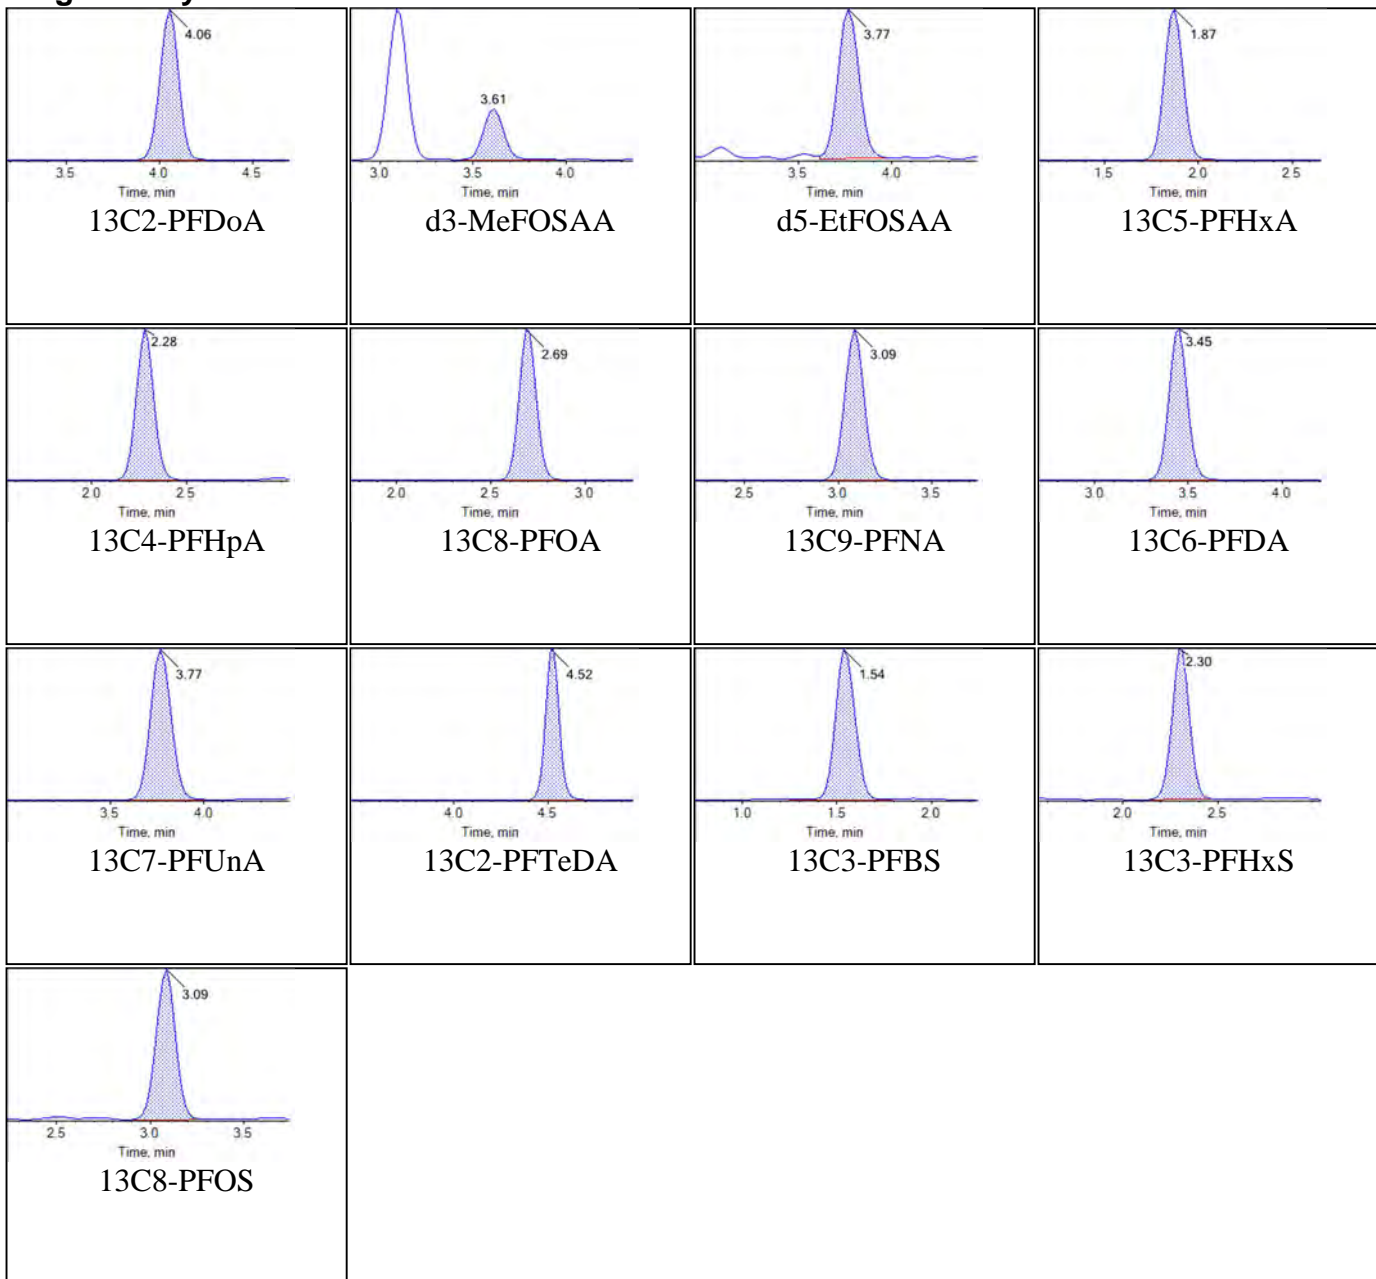 4.06
3.5 4.0 4.5
Time, min
13C2-PFDoA
3.61
3.0 3.5 4.0
Time, min
d3-MeFOSAA
3.77
3.5 4.0
Time, min
d5-EtFOSAA
1.87
1.5 2.0 2.5
Time, min
13C5-PFHxA
2.28
2.0 2.5
Time, min
13C4-PFHpA
2.69
2.0 2.5 3.0
Time, min
13C8-PFOA
3.09
2.5 3.0 3.5
Time, min
13C9-PFNA
3.45
3.0 3.5 4.0
Time, min
13C6-PFDA
3.77
3.5 4.0
Time, min
13C7-PFUnA
4.52
4.0 4.5
Time, min
13C2-PFTeDA
1.54
1.0 1.5 2.0
Time, min
13C3-PFBS
2.30
2.0 2.5
Time, min
13C3-PFHxS
3.09
2.5 3.0 3.5
Time, min
13C8-PFOS